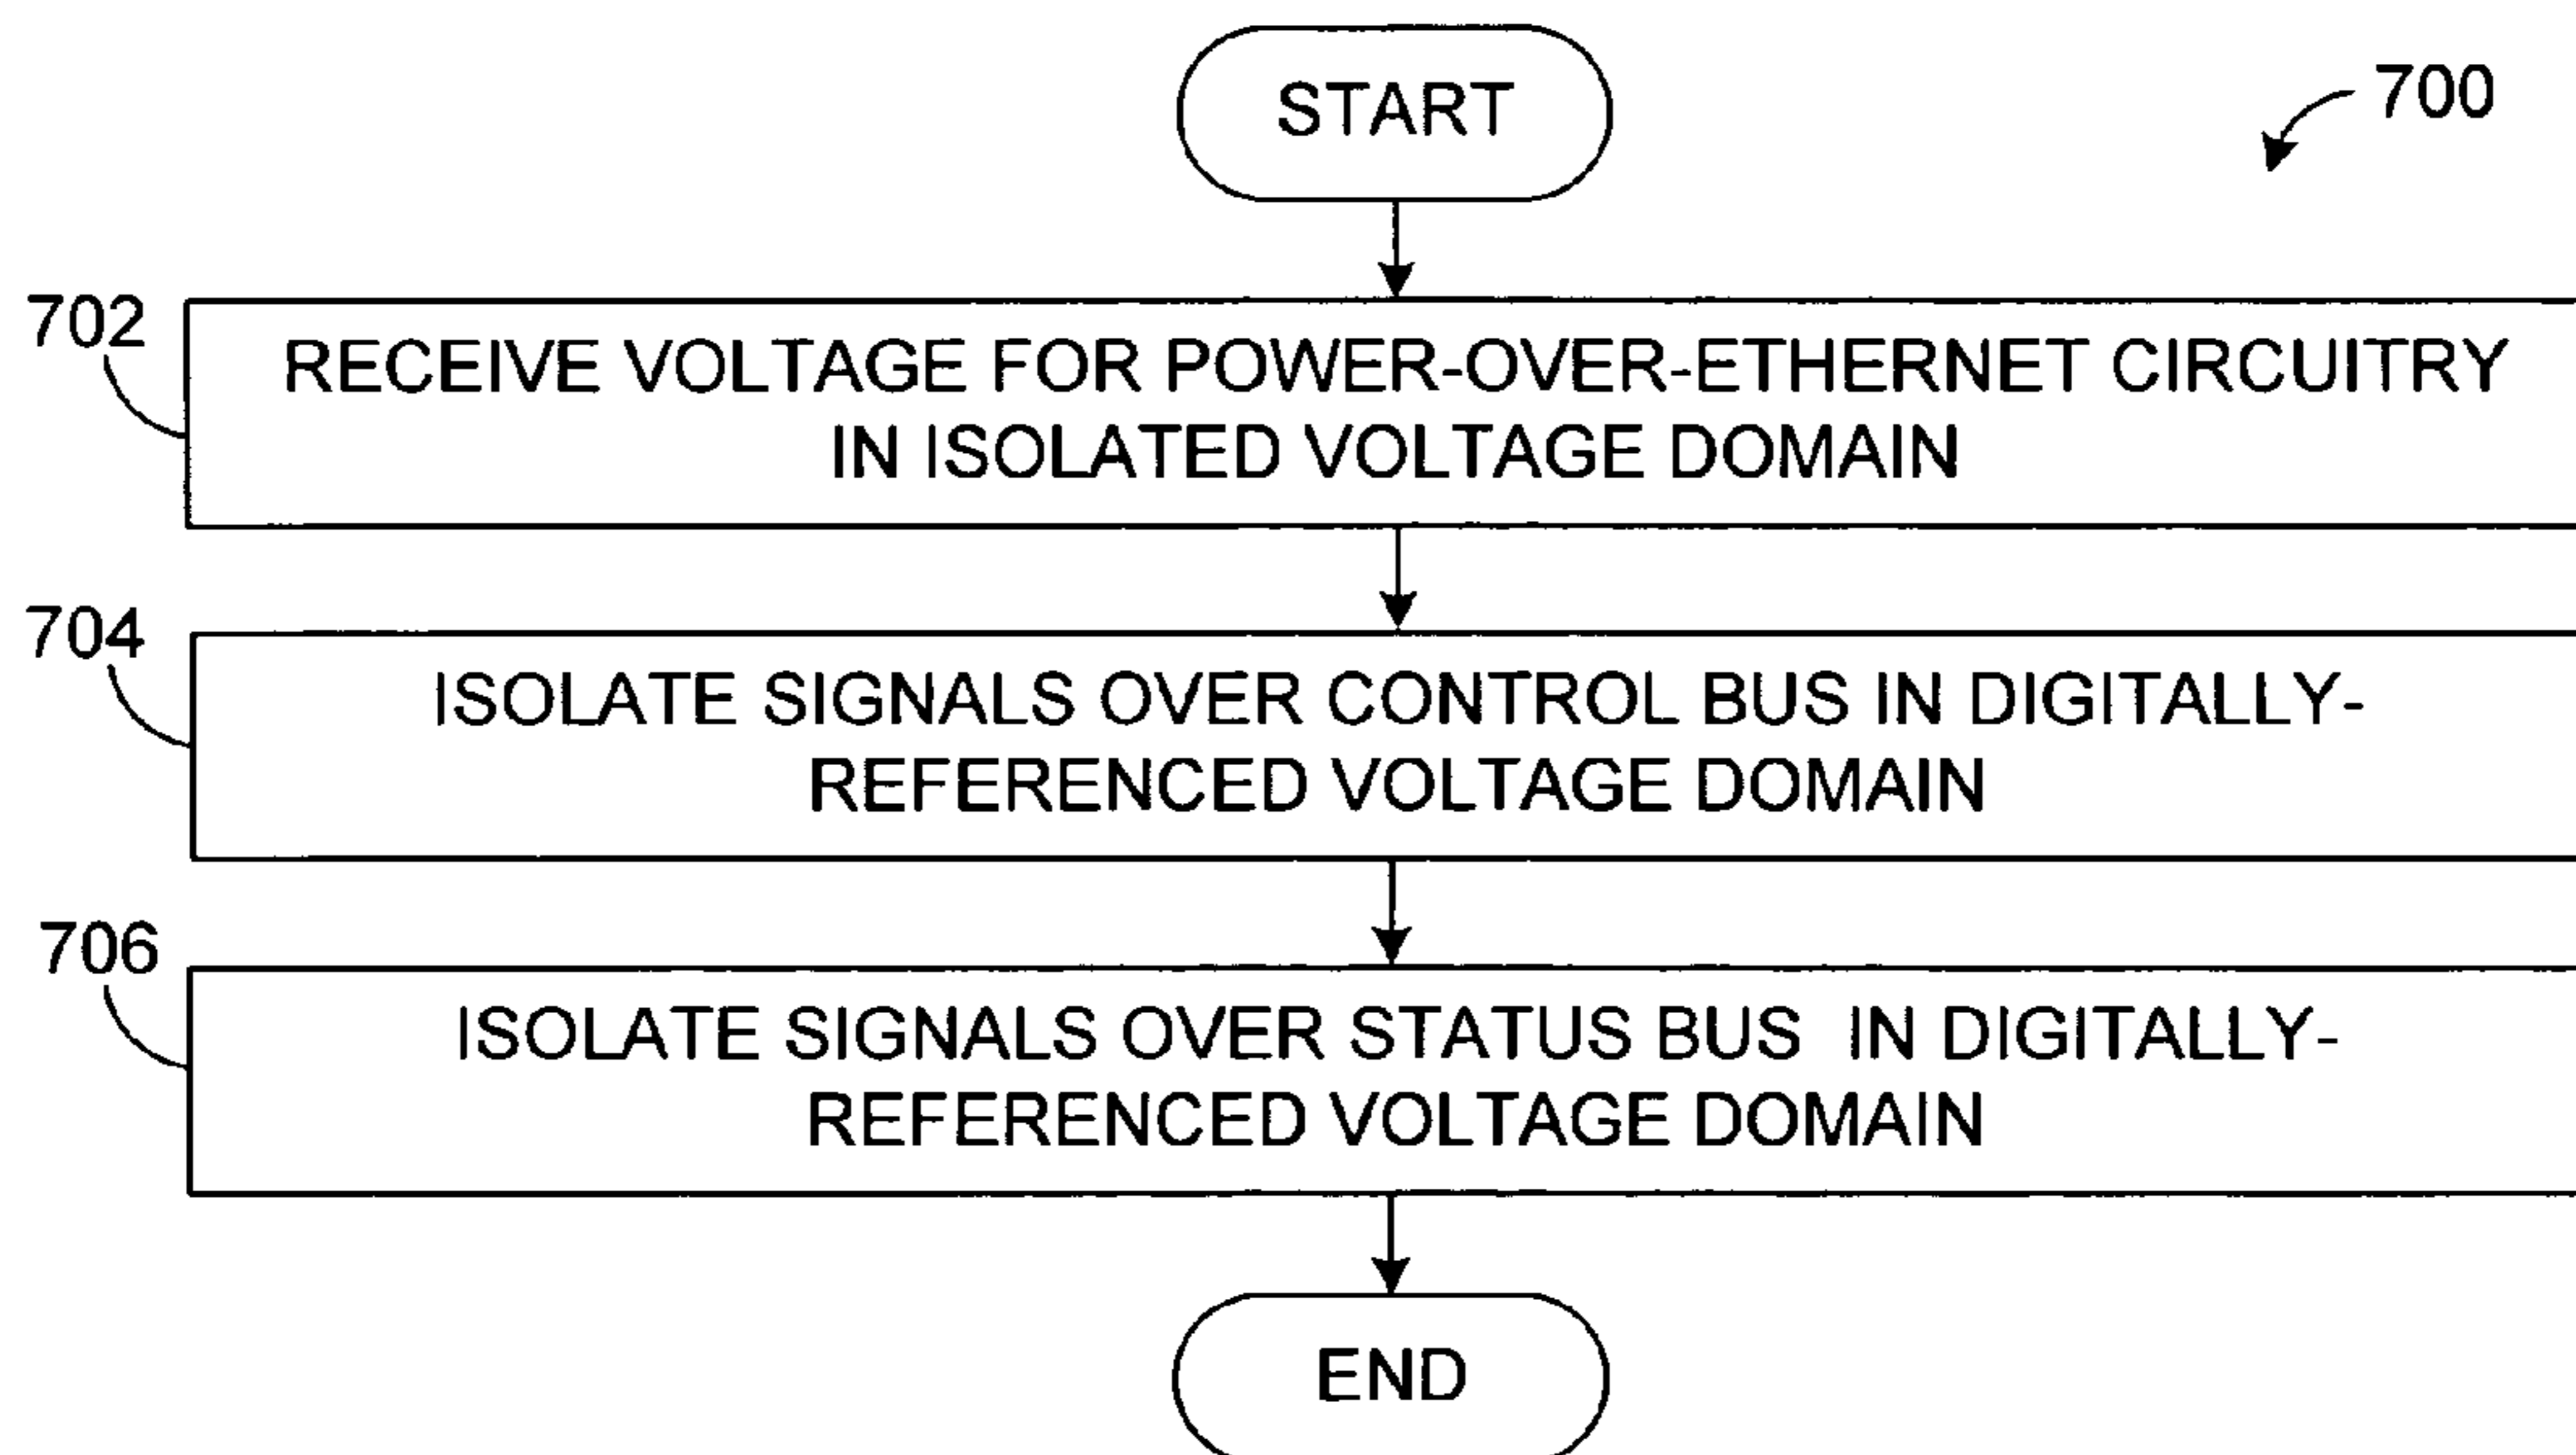 START
700
702
RECEIVE VOLTAGE FOR POWER-OVER-ETHERNET CIRCUITRY
IN ISOLATED VOLTAGE DOMAIN
704
ISOLATE SIGNALS OVER CONTROL BUS IN DIGITALLY-
REFERENCED VOLTAGE DOMAIN
706
ISOLATE SIGNALS OVER STATUS BUS IN DIGITALLY-
REFERENCED VOLTAGE DOMAIN
END